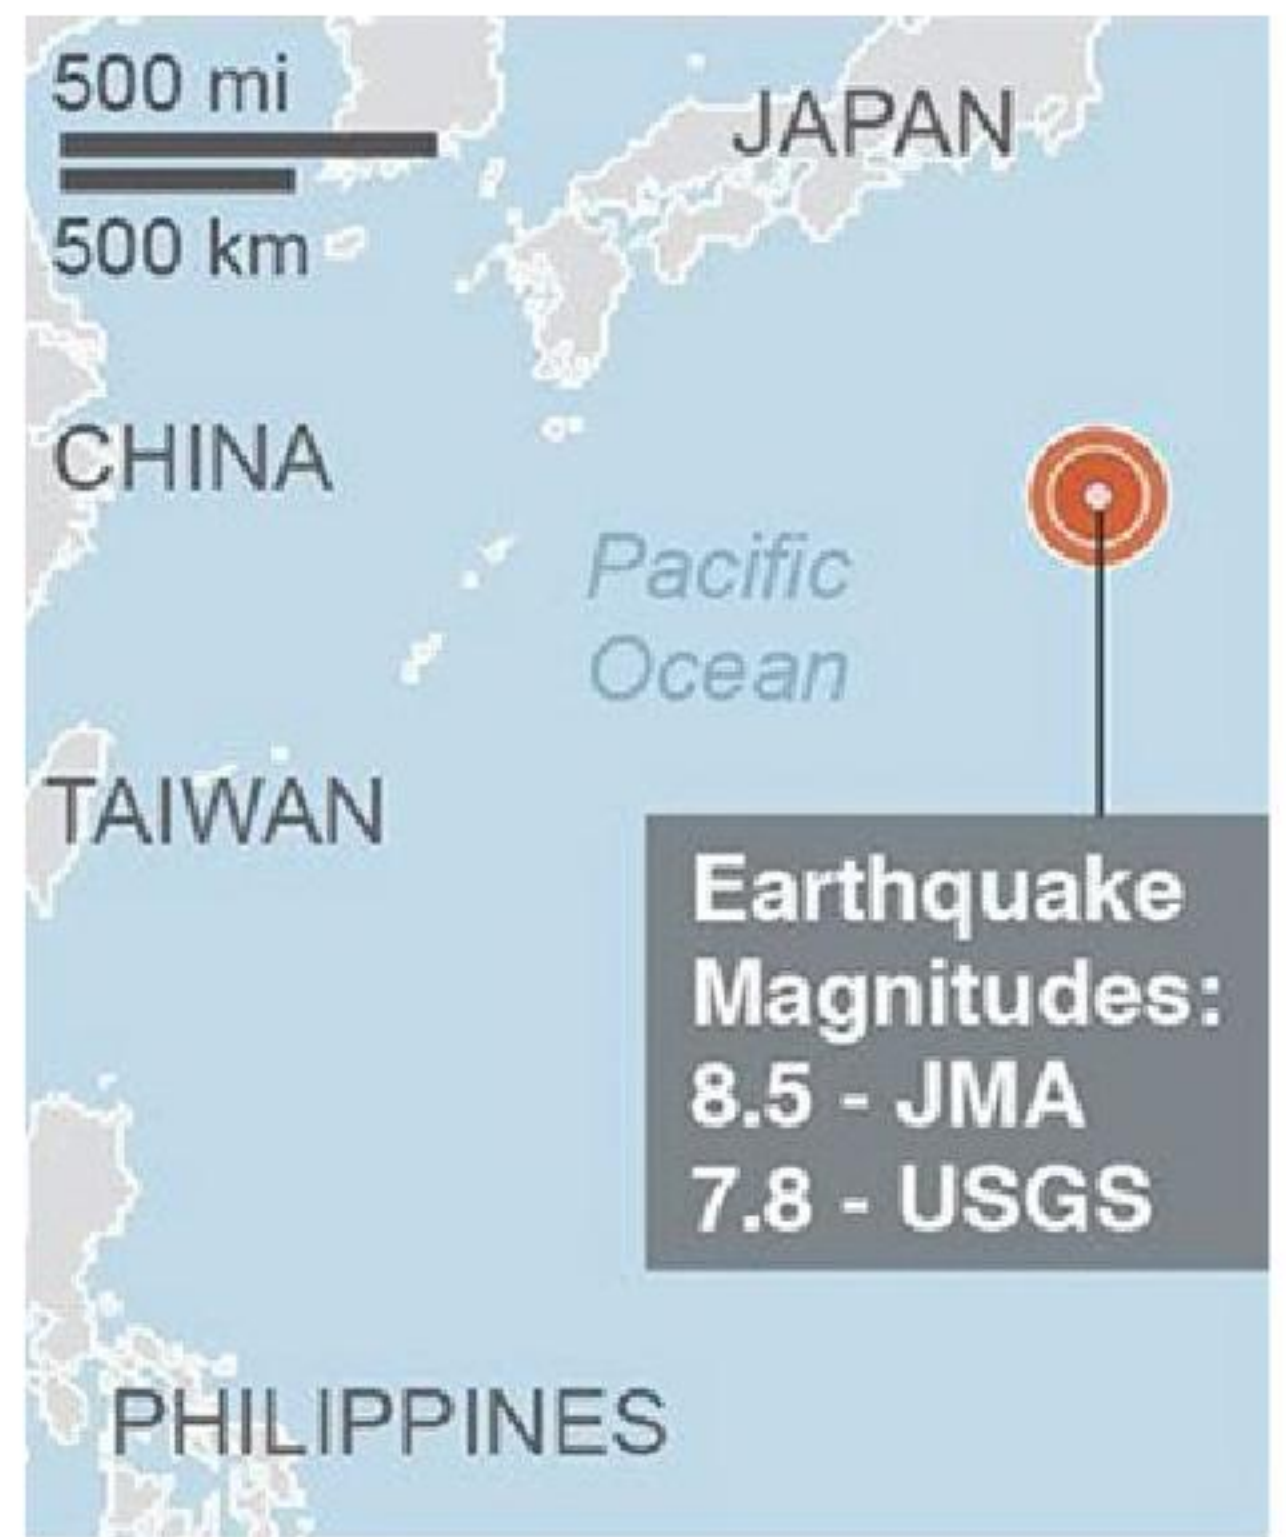 500 mi
500 km
JAPAN
CHINA
Pacific
Ocean
TAIWAN
Earthquake
Magnitudes:
8.5 - JMA
7.8 - USGS
PHILIPPINES